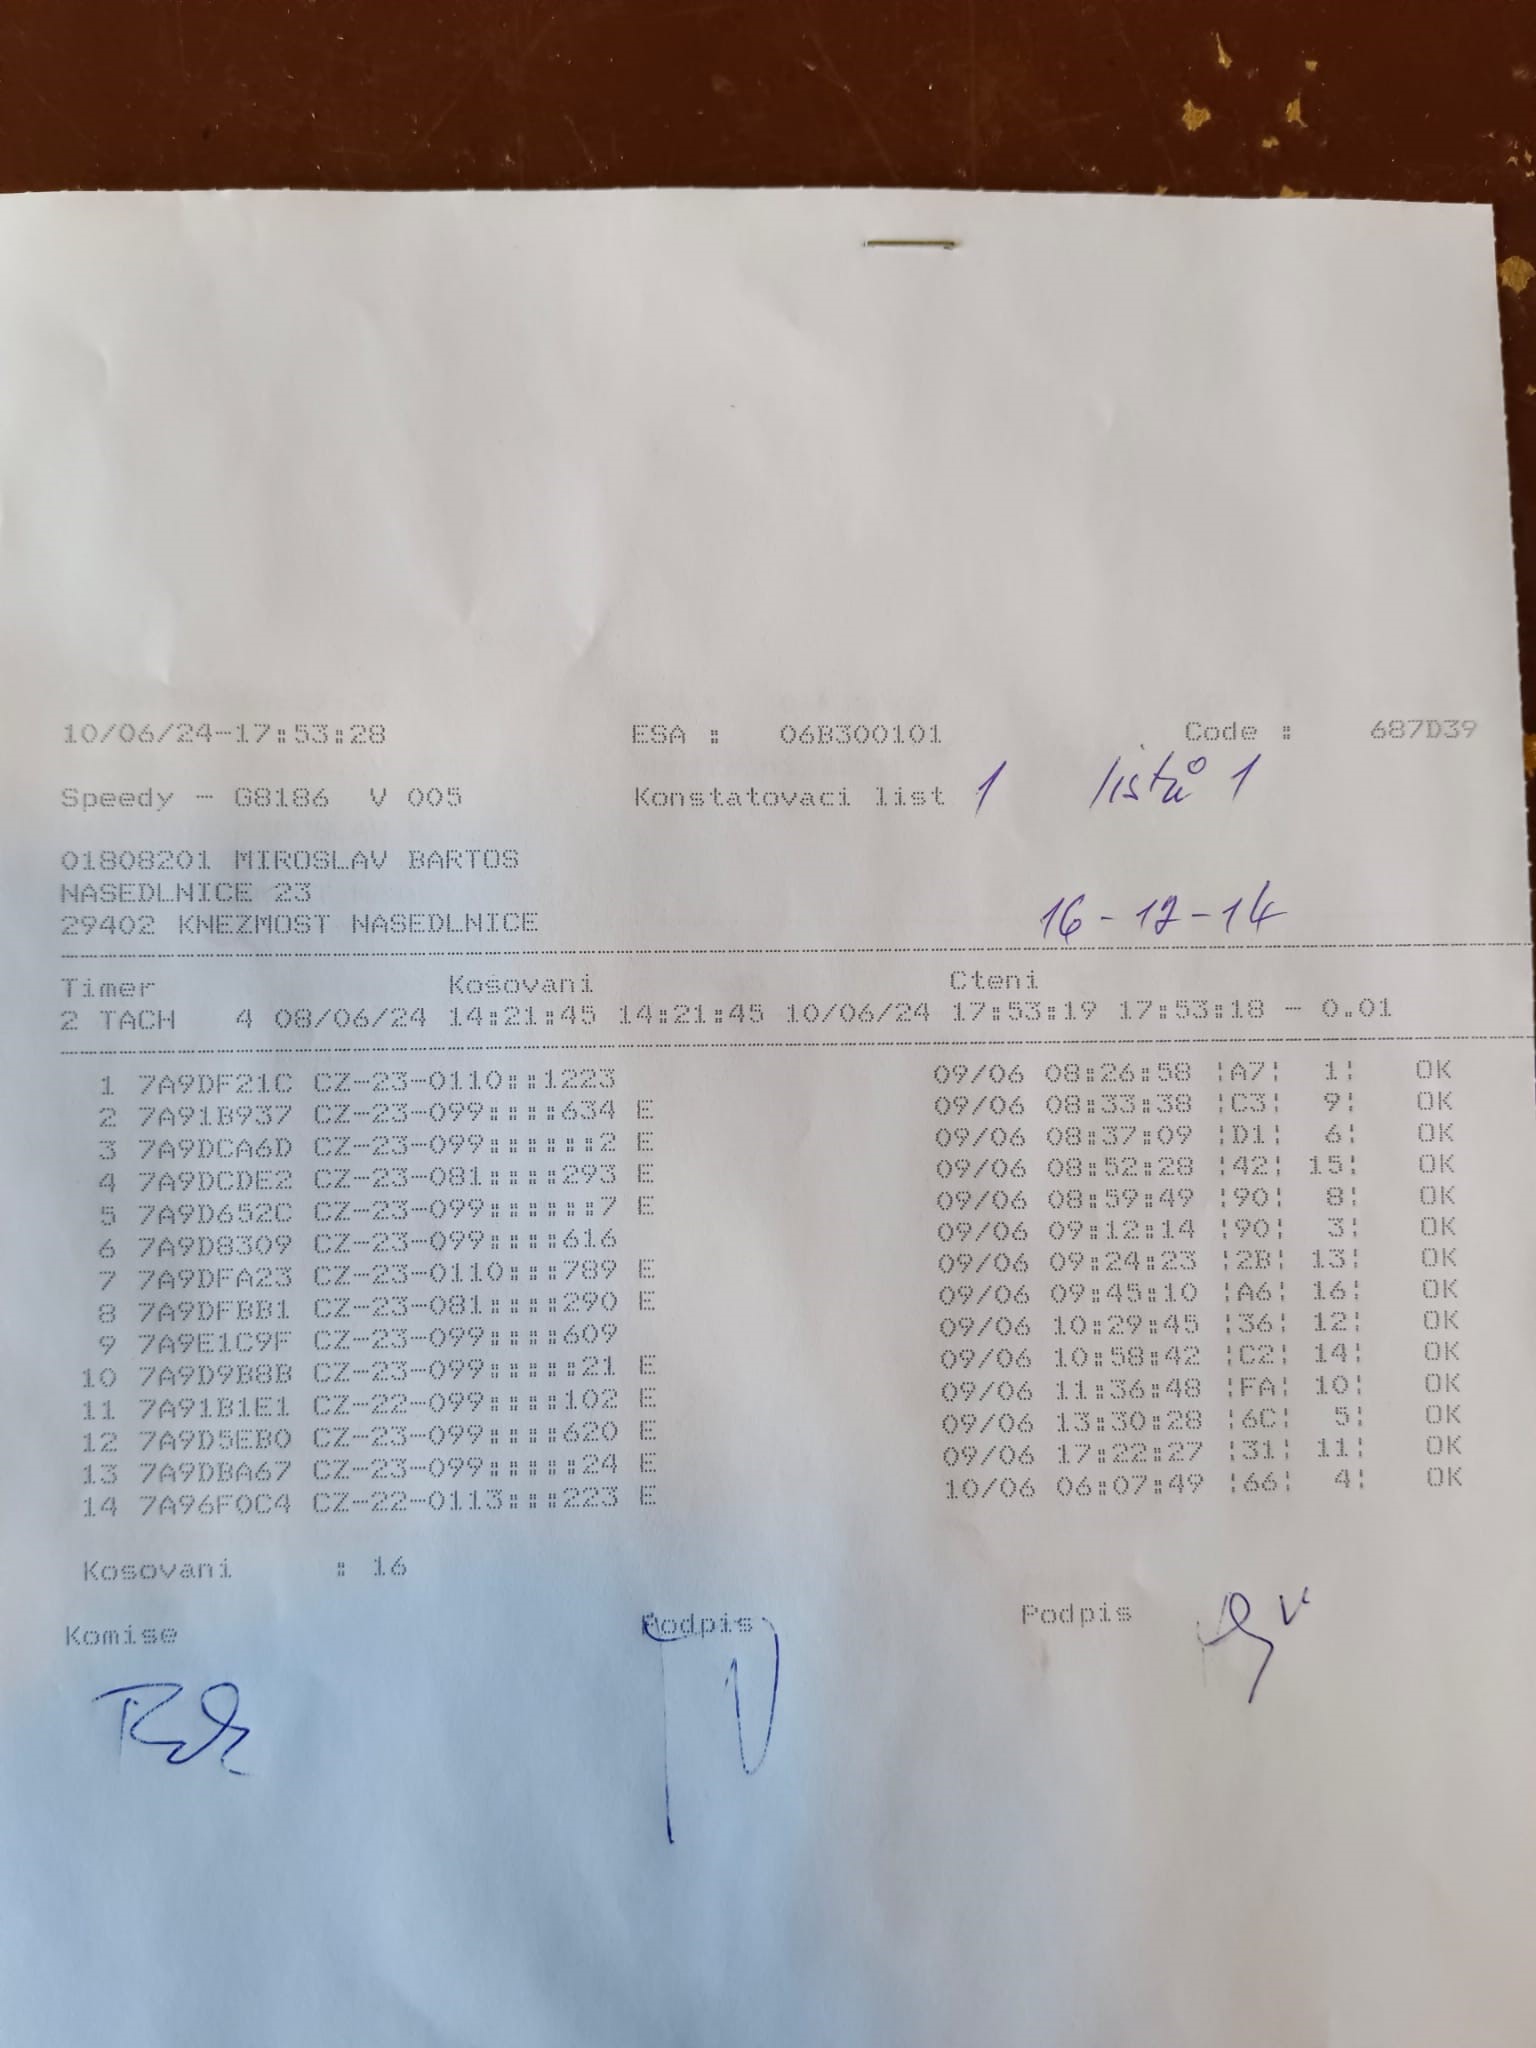 10/06/24-17:53:28 ESA : 06B300101 Code : 687D39
Speedy - G8186 V 005 Konstatovaci list 1 listů 1
01808201 MIROSLAV BARTOS
NASEDLNICE 23
29402 KNEZMOST NASEDLNICE 16-12-14
Timer Kosovani Cteni
2 TACH 4 08/06/24 14:21:45 14:21:45 10/06/24 17:53:19 17:53:18 - 0.01
1 7A9DF21C CZ-23-0110::1223 09/06 08:26:58 ¦A7¦ 1¦ OK
2 7A91B937 CZ-23-099::::634 E 09/06 08:33:38 ¦C3¦ 9¦ OK
3 7A9DCA6D CZ-23-099::::::2 E 09/06 08:37:09 ¦D1¦ 6¦ OK
4 7A9DCDE2 CZ-23-081::::293 E 09/06 08:52:28 ¦42¦ 15¦ OK
5 7A9D652C CZ-23-099::::::7 E 09/06 08:59:49 ¦90¦ 8¦ OK
6 7A9D8309 CZ-23-099::::616 09/06 09:12:14 ¦90¦ 3¦ OK
7 7A9DFA23 CZ-23-0110:::789 E 09/06 09:24:23 ¦2B¦ 13¦ OK
8 7A9DFBB1 CZ-23-081::::290 E 09/06 09:45:10 ¦A6¦ 16¦ OK
9 7A9E1C9F CZ-23-099::::609 09/06 10:29:45 ¦36¦ 12¦ OK
10 7A9D9B8B CZ-23-099:::::21 E 09/06 10:58:42 ¦C2¦ 14¦ OK
11 7A91B1E1 CZ-22-099::::102 E 09/06 11:36:48 ¦FA¦ 10¦ OK
12 7A9D5EB0 CZ-23-099::::620 E 09/06 13:30:28 ¦6C¦ 5¦ OK
13 7A9DBA67 CZ-23-099:::::24 E 09/06 17:22:27 ¦31¦ 11¦ OK
14 7A96F0C4 CZ-22-0113:::223 E 10/06 06:07:49 ¦66¦ 4¦ OK
Kosovani : 16
Komise Podpis Podpis